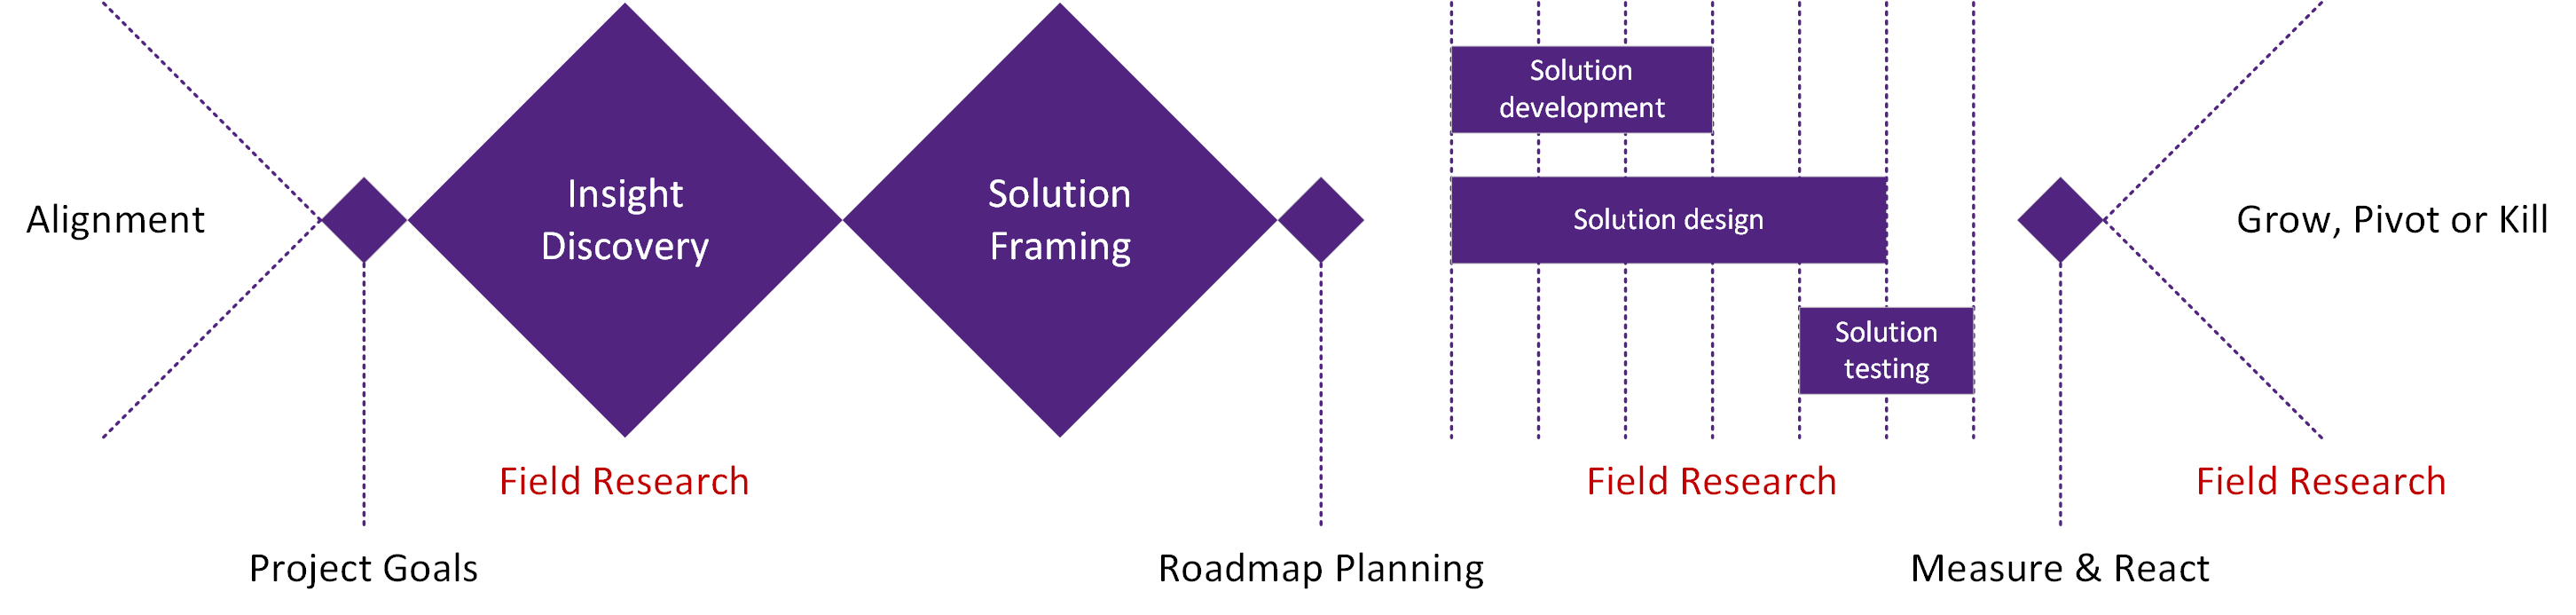 Alignment
Insight
Discovery
Solution
Framing
Solution
development
Solution design
Solution
testing
Grow, Pivot or Kill
Field Research
Field Research
Field Research
Project Goals
Roadmap Planning
Measure & React